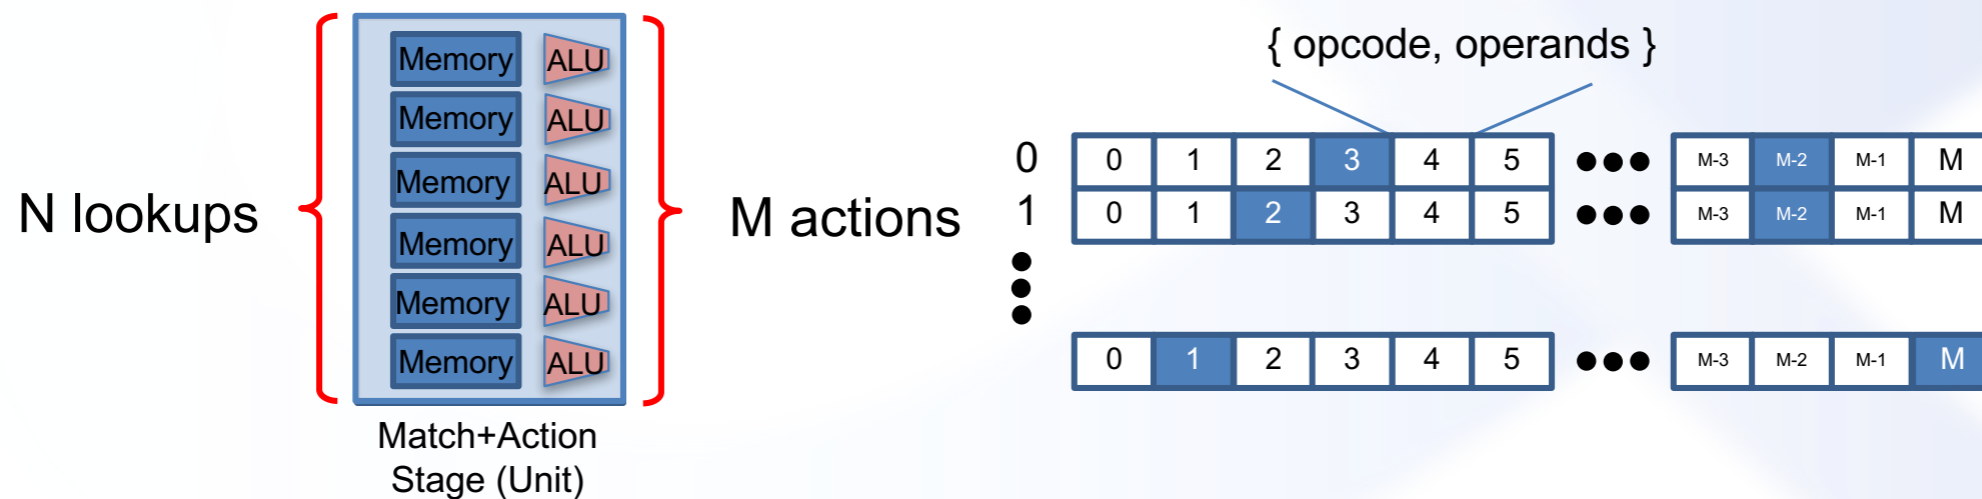 { opcode, operands }
Memory ALU
Memory ALU
Memory ALU
Memory ALU
Memory ALU
Memory ALU
N lookups
M actions
Match+Action
Stage (Unit)
0 0 1 2 3 4 5 ●●● M-3 M-2 M-1 M
1 0 1 2 3 4 5 ●●● M-3 M-2 M-1 M
0 1 2 3 4 5 ●●● M-3 M-2 M-1 M